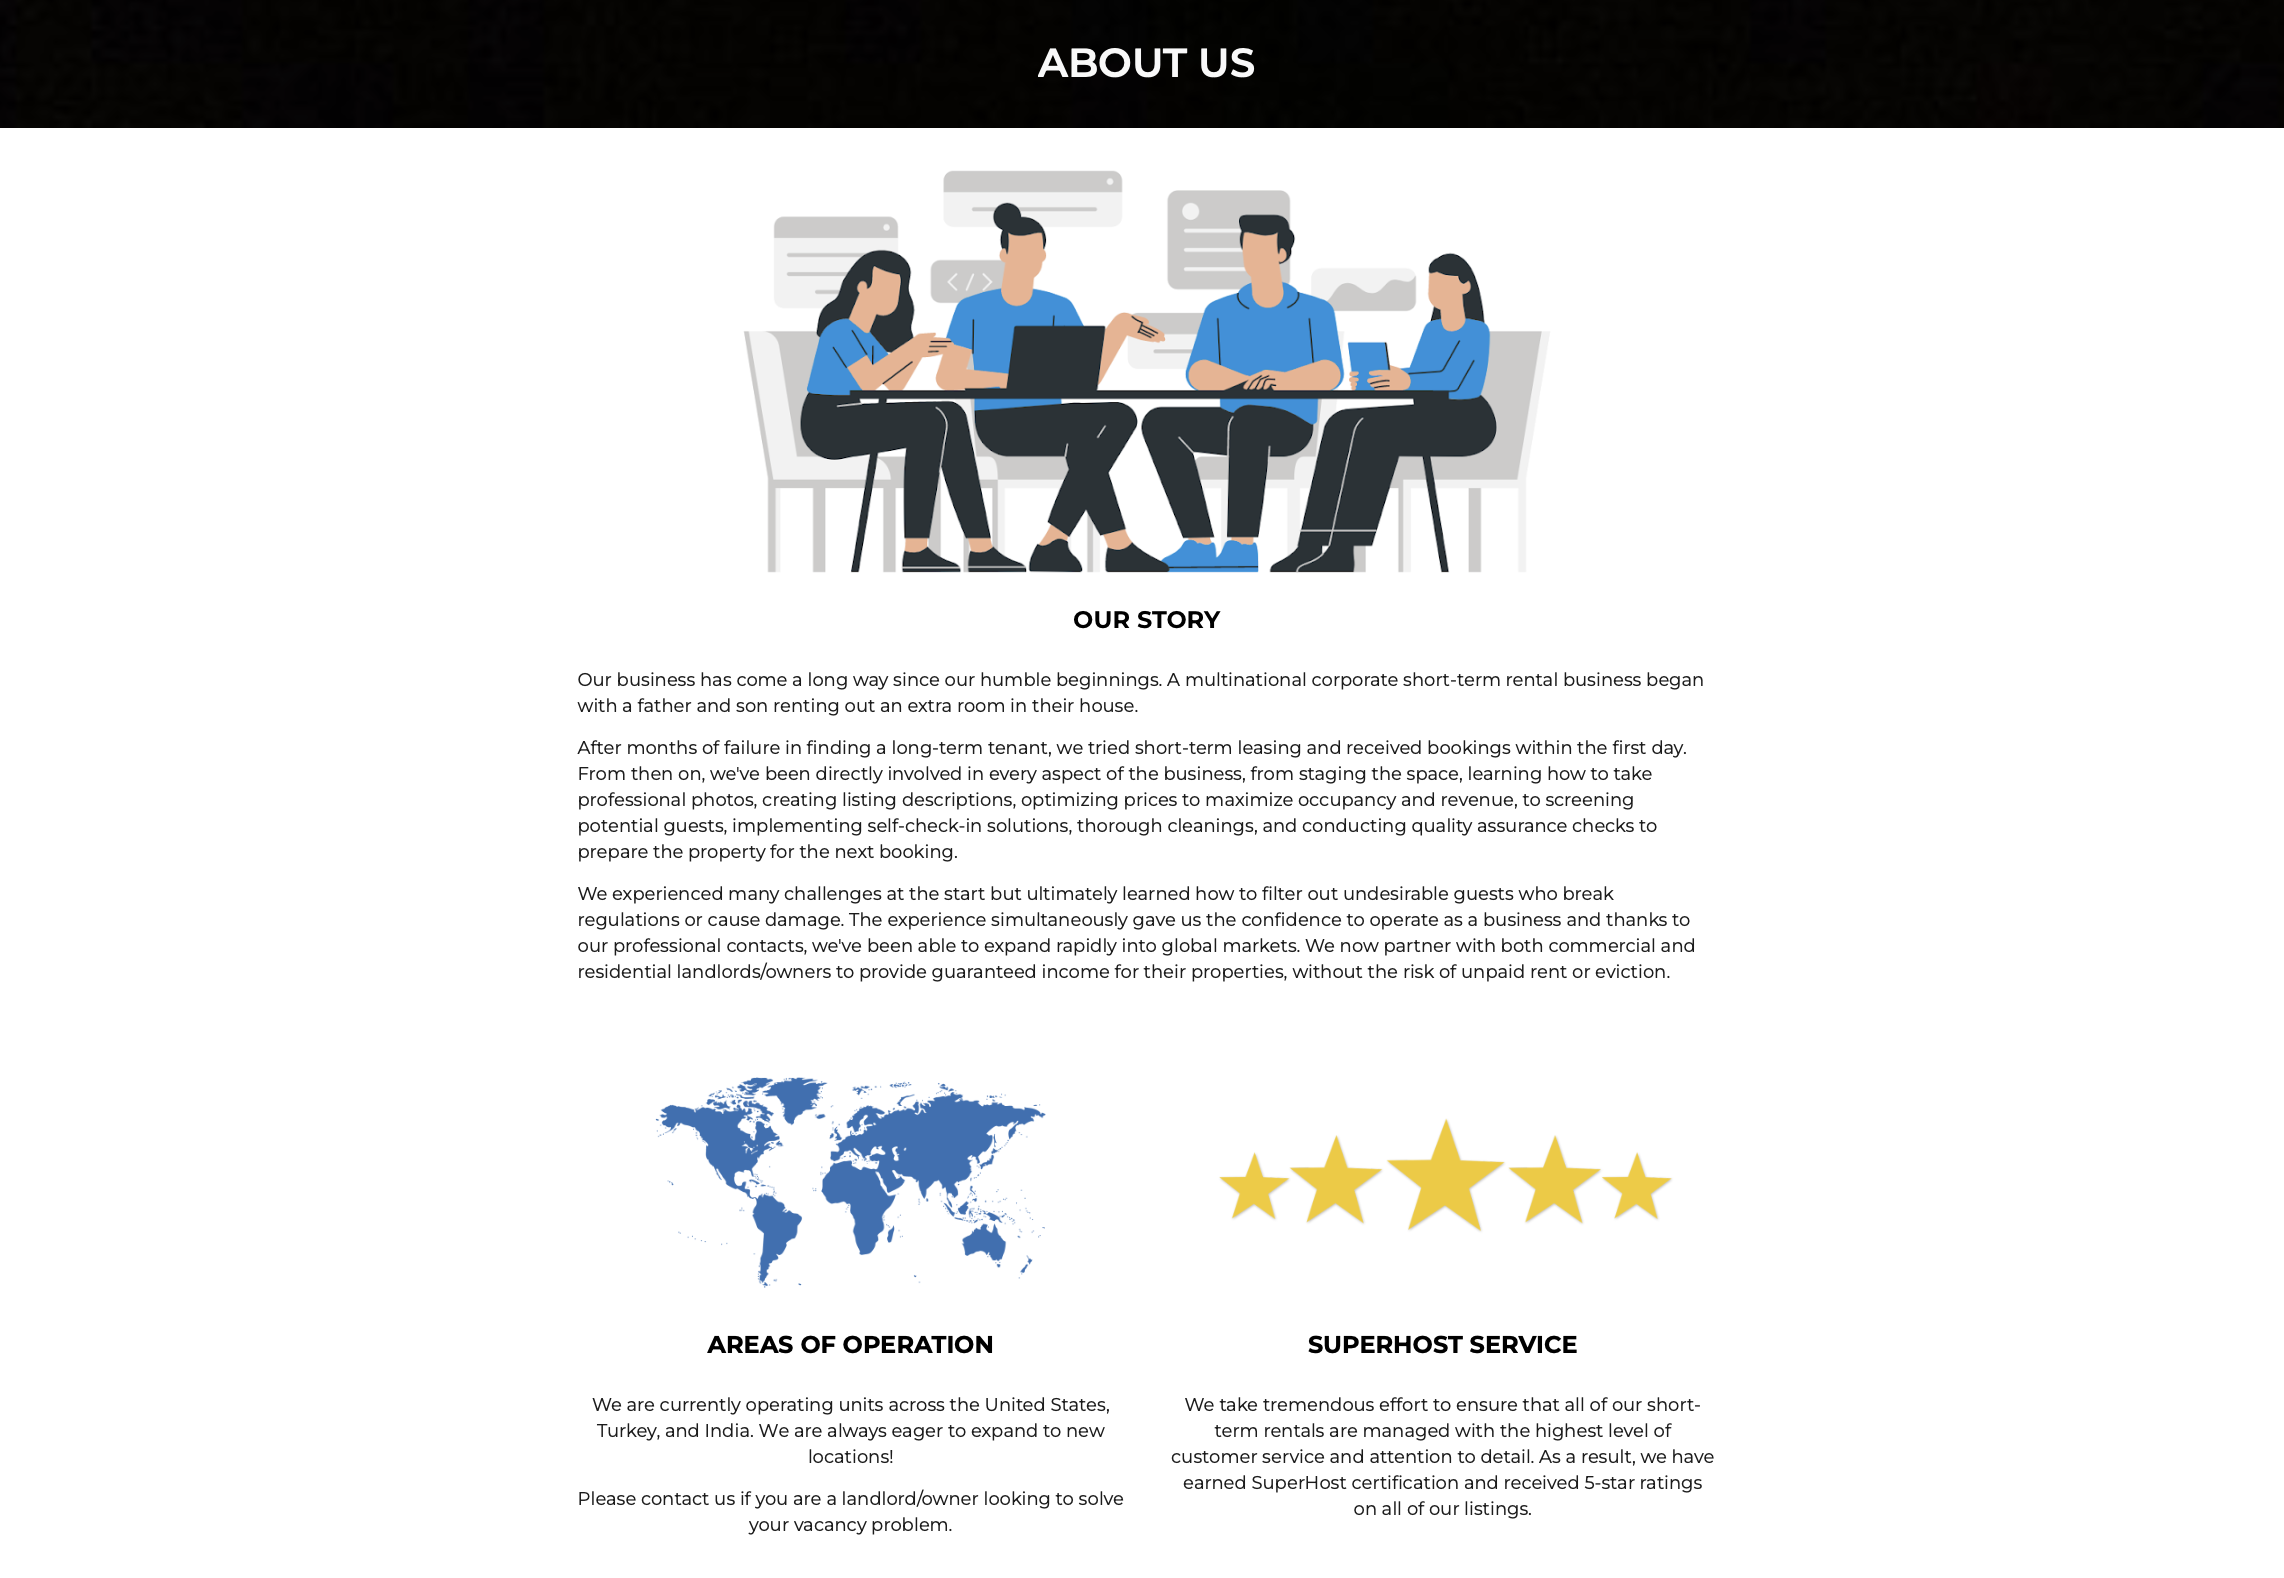 ABOUT US
</>
OUR STORY
Our business has come a long way since our humble beginnings. A multinational corporate short-term rental business began
with a father and son renting out an extra room in their house.
After months of failure in finding a long-term tenant, we tried short-term leasing and received bookings within the first day.
From then on, we've been directly involved in every aspect of the business, from staging the space, learning how to take
professional photos, creating listing descriptions, optimizing prices to maximize occupancy and revenue, to screening
potential guests, implementing self-check-in solutions, thorough cleanings, and conducting quality assurance checks to
prepare the property for the next booking.
We experienced many challenges at the start but ultimately learned how to filter out undesirable guests who break
regulations or cause damage. The experience simultaneously gave us the confidence to operate as a business and thanks to
our professional contacts, we've been able to expand rapidly into global markets. We now partner with both commercial and
residential landlords/owners to provide guaranteed income for their properties, without the risk of unpaid rent or eviction.
AREAS OF OPERATION
We are currently operating units across the United States,
Turkey, and India. We are always eager to expand to new
locations!
Please contact us if you are a landlord/owner looking to solve
your vacancy problem.
SUPERHOST SERVICE
We take tremendous effort to ensure that all of our short-
term rentals are managed with the highest level of
customer service and attention to detail. As a result, we have
earned SuperHost certification and received 5-star ratings
on all of our listings.